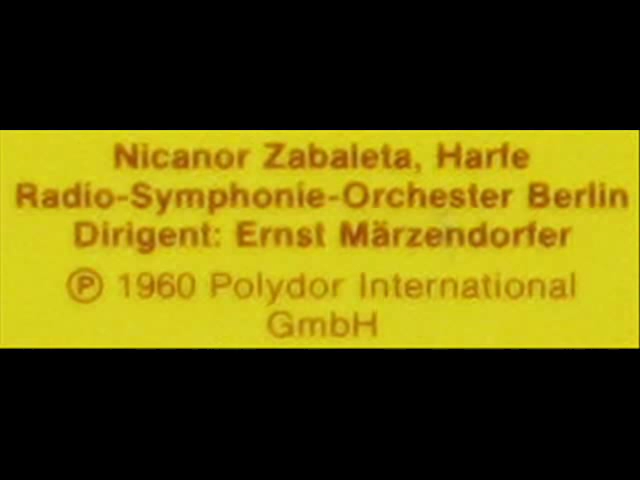 Nicanor Zabaleta, Harfe
Radio-Symphonie-Orchester Berlin
Dirigent: Ernst Märzendorfer
℗ 1960 Polydor International
GmbH